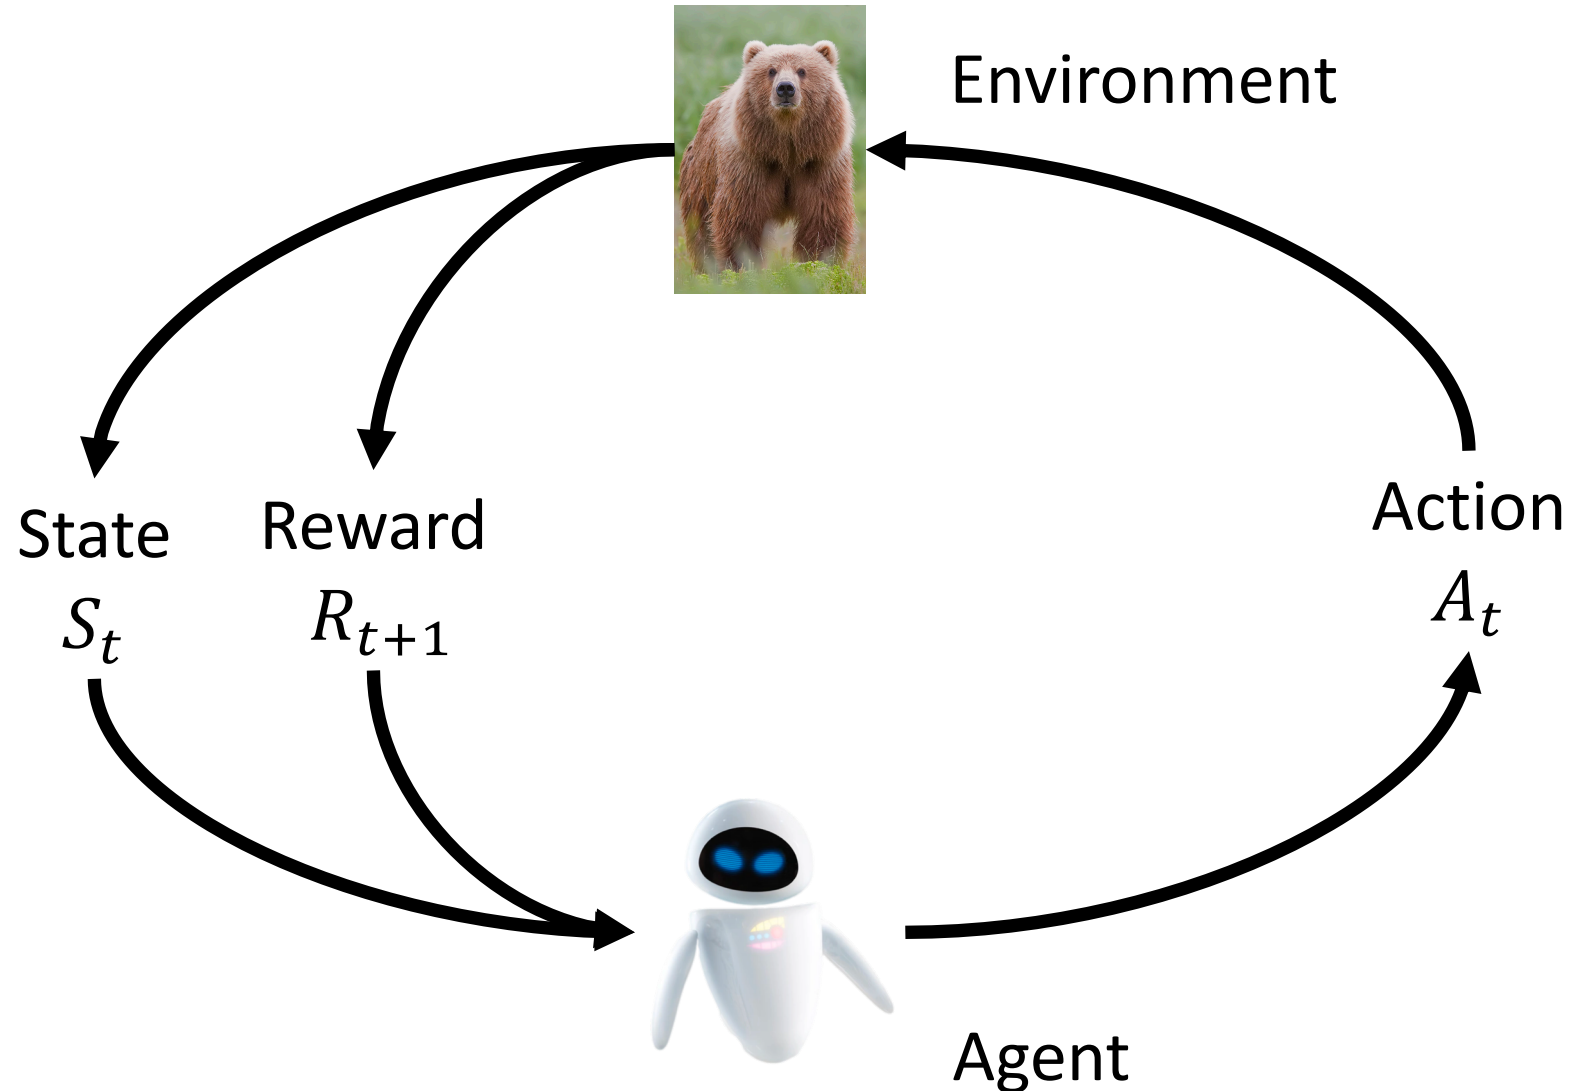 Environment
State
S_t
Reward
R_{t+1}
Action
A_t
Agent